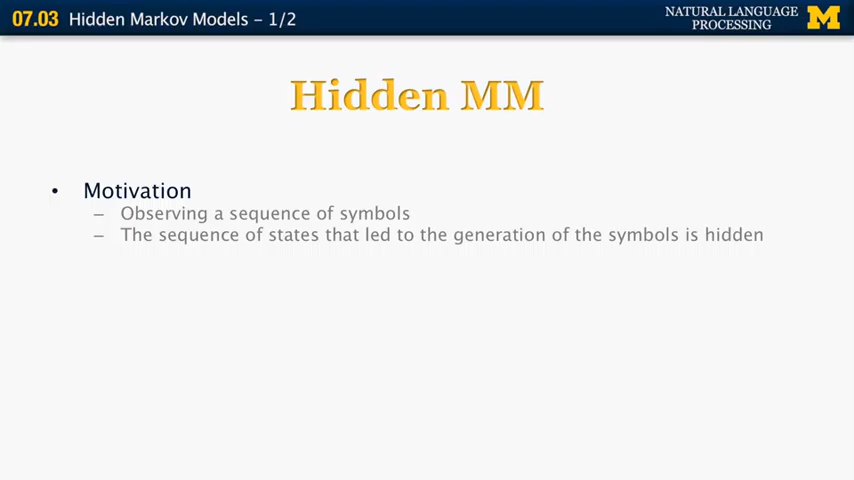 07.03 Hidden Markov Models – 1/2
NATURAL LANGUAGE
PROCESSING
M
Hidden MM
• Motivation
– Observing a sequence of symbols
– The sequence of states that led to the generation of the symbols is hidden